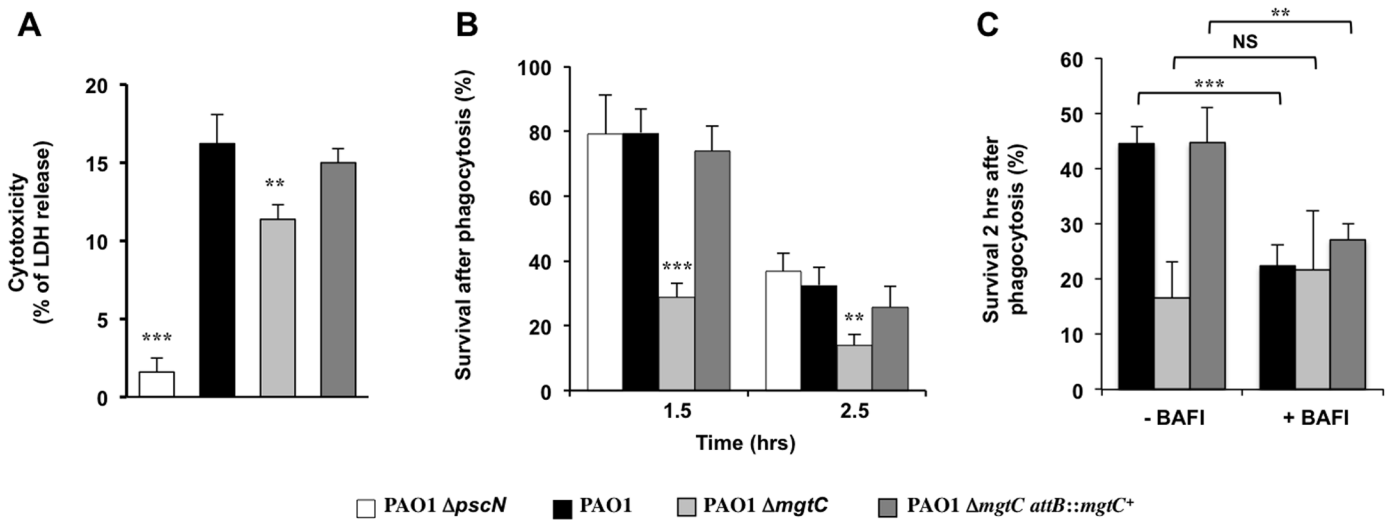 A
Cytotoxicity
(% of LDH release)
20
15
10
5
0
***
**
B
Survival after phagocytosis (%)
100
80
60
40
20
0
***
**
1.5
2.5
Time (hrs)
C
Survival 2 hrs after
phagocytosis (%)
60
50
40
30
20
10
0
**
NS
***
- BAFI
+ BAFI
PAO1 ΔpscN
PAO1
PAO1 ΔmgtC
PAO1 ΔmgtC attB::mgtC⁺